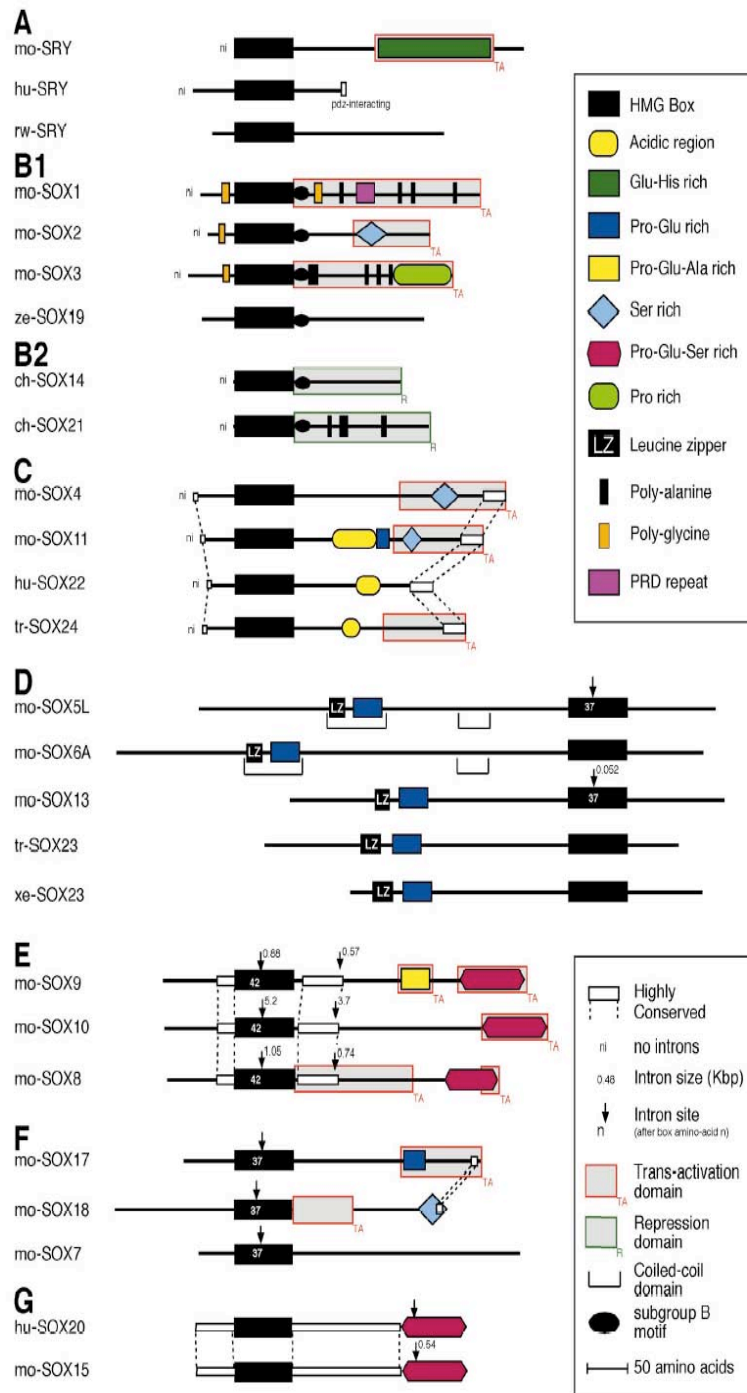 A
mo-SRY
ni
TA
hu-SRY
ni
pdz-interacting
rw-SRY
B1
mo-SOX1
ni
TA
mo-SOX2
ni
TA
mo-SOX3
ni
TA
ze-SOX19
B2
ch-SOX14
ni
R
ch-SOX21
ni
R
C
mo-SOX4
ni
TA
mo-SOX11
ni
TA
hu-SOX22
ni
tr-SOX24
ni
TA
HMG Box
Acidic region
Glu-His rich
Pro-Glu rich
Pro-Glu-Ala rich
Ser rich
Pro-Glu-Ser rich
Pro rich
LZ Leucine zipper
Poly-alanine
Poly-glycine
PRD repeat
D
mo-SOX5L
LZ
37
mo-SOX6A
LZ
0.052
mo-SOX13
LZ
37
tr-SOX23
LZ
xe-SOX23
LZ
E
0.68 0.57
mo-SOX9
42
TA
TA
5.2 3.7
mo-SOX10
42
TA
1.05 0.74
mo-SOX8
42
TA
TA
F
mo-SOX17
37
TA
mo-SOX18
37
TA
mo-SOX7
37
G
hu-SOX20
0.54
mo-SOX15
Highly
Conserved
ni no introns
0.48 Intron size (Kbp)
Intron site
n (after box amino-acid n)
Trans-activation
domain
TA
Repression
domain
R
Coiled-coil
domain
subgroup B
motif
50 amino acids